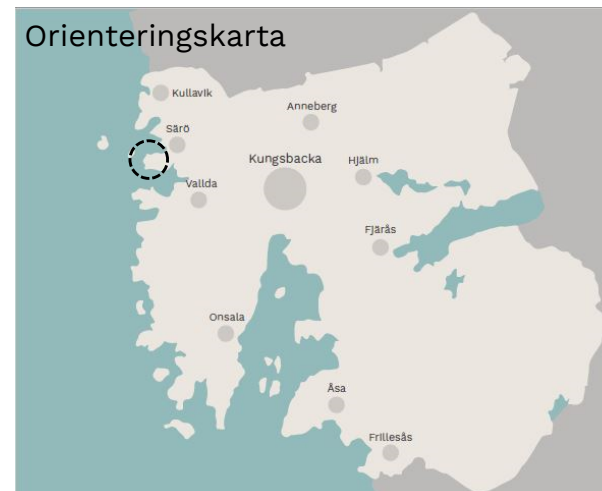 Orienteringskarta
Kullavik
Anneberg
Särö
Kungsbacka
Hjälm
Vallda
Fjärås
Onsala
Åsa
Frillesås